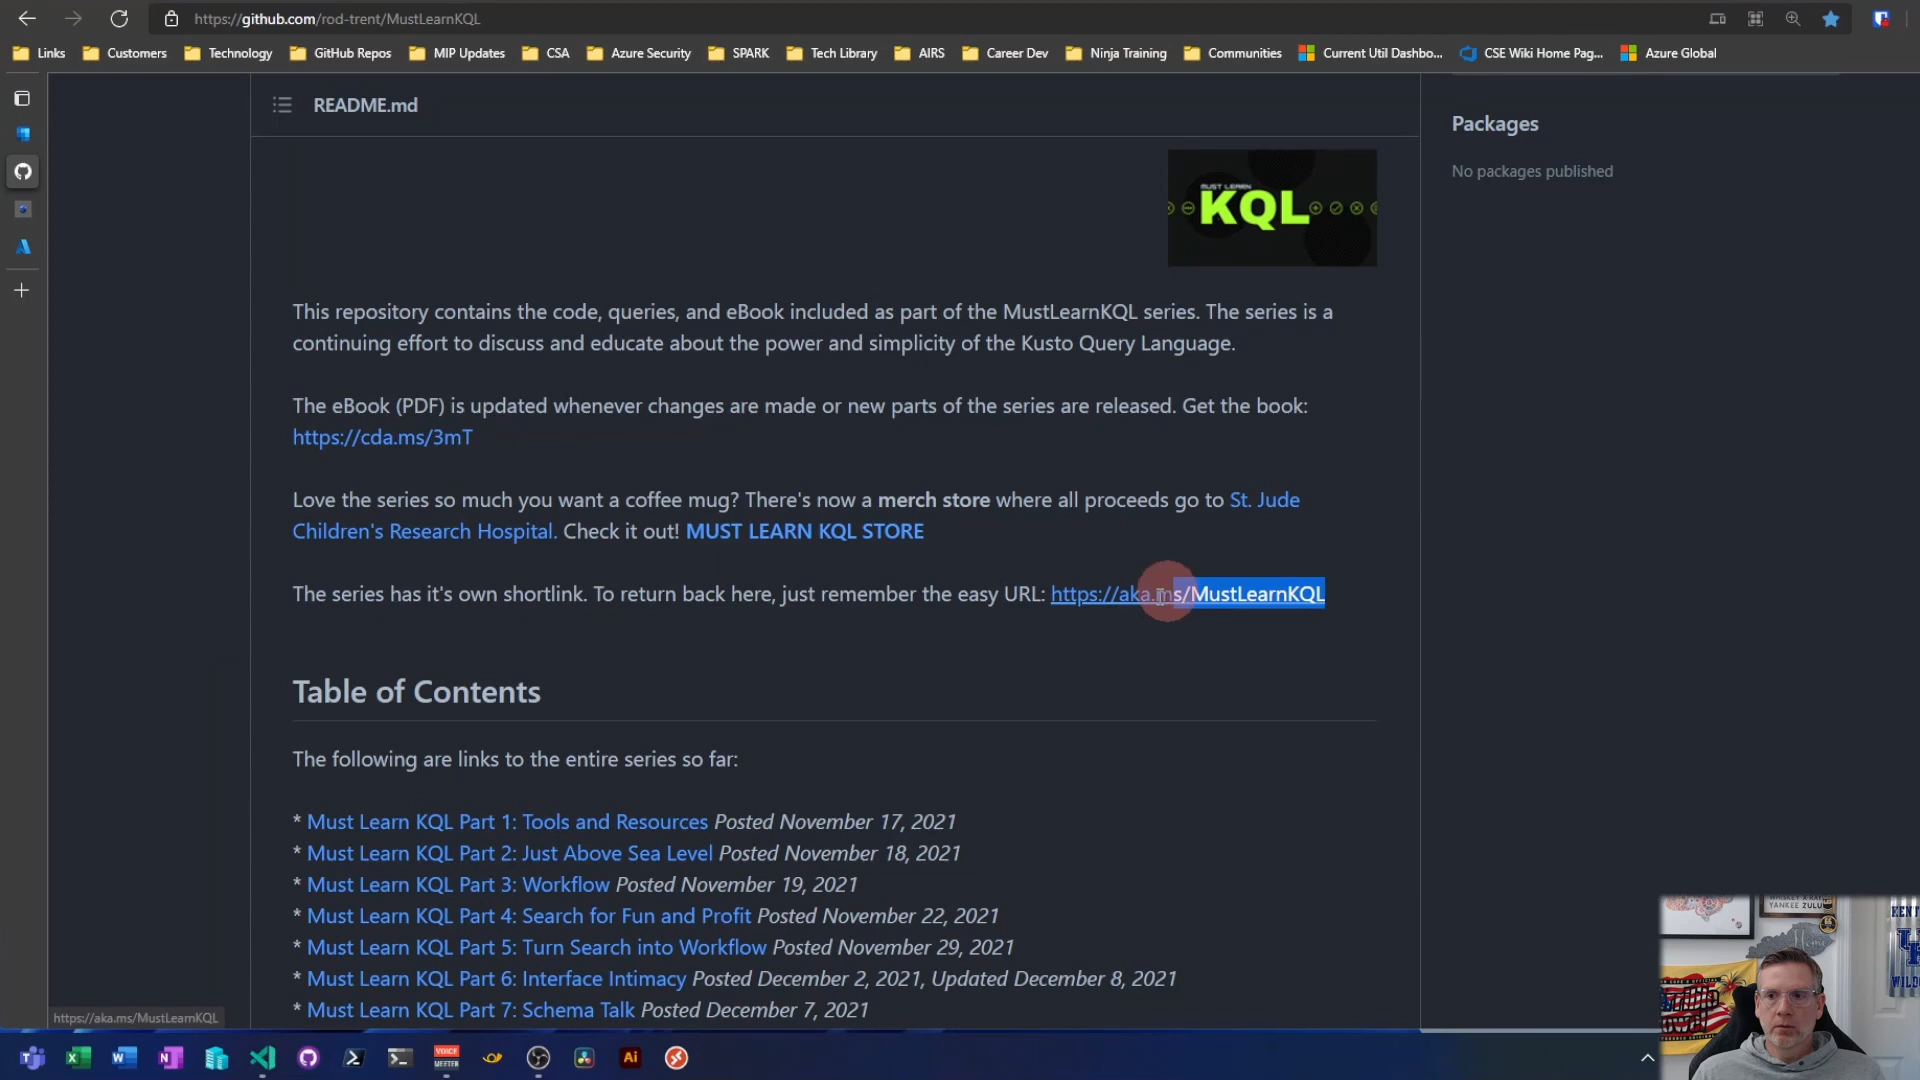 https://github.com/rod-trent/MustLearnKQL
Links Customers Technology GitHub Repos MIP Updates CSA Azure Security SPARK Tech Library AIRS Career Dev Ninja Training Communities Current Util Dashbo... CSE Wiki Home Pag... Azure Global
README.md
Packages
No packages published
MUST LEARN
KQL
This repository contains the code, queries, and eBook included as part of the MustLearnKQL series. The series is a
continuing effort to discuss and educate about the power and simplicity of the Kusto Query Language.
The eBook (PDF) is updated whenever changes are made or new parts of the series are released. Get the book:
https://cda.ms/3mT
Love the series so much you want a coffee mug? There's now a merch store where all proceeds go to St. Jude
Children's Research Hospital. Check it out! MUST LEARN KQL STORE
The series has it's own shortlink. To return back here, just remember the easy URL: https://aka.ms/MustLearnKQL
Table of Contents
The following are links to the entire series so far:
* Must Learn KQL Part 1: Tools and Resources Posted November 17, 2021
* Must Learn KQL Part 2: Just Above Sea Level Posted November 18, 2021
* Must Learn KQL Part 3: Workflow Posted November 19, 2021
* Must Learn KQL Part 4: Search for Fun and Profit Posted November 22, 2021
* Must Learn KQL Part 5: Turn Search into Workflow Posted November 29, 2021
* Must Learn KQL Part 6: Interface Intimacy Posted December 2, 2021, Updated December 8, 2021
* Must Learn KQL Part 7: Schema Talk Posted December 7, 2021
https://aka.ms/MustLearnKQL
VOICE
MEETER
Ai
YANKEE ZULU
Home
KEN
WILD